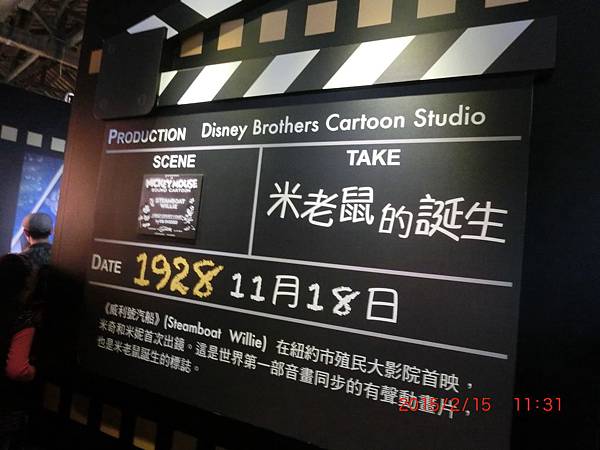 PRODUCTION Disney Brothers Cartoon Studio
SCENE
MICKEY MOUSE
SOUND CARTOON
STEAMBOAT
WILLIE
TAKE
米老鼠的誕生
DATE 1928 11月18日
《威利號汽船》(Steamboat Willie) 在紐約市殖民大影院首映，
米奇和米妮首次出鏡。這是世界第一部音畫同步的有聲動畫片，
也是米老鼠誕生的標誌。
2015/2/15 11:31